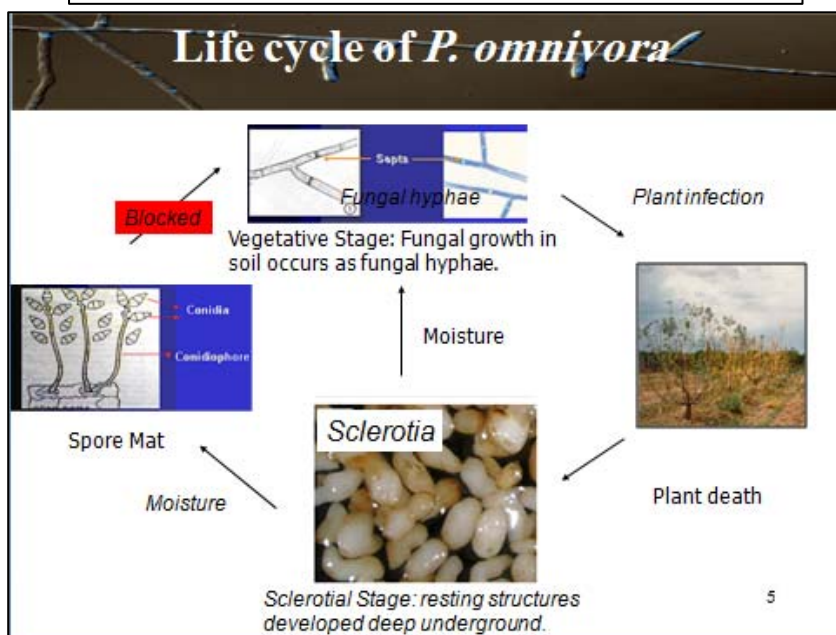 Life cycle of P. omnivora
Septa
Fungal hyphae
Blocked
Plant infection
Vegetative Stage: Fungal growth in
soil occurs as fungal hyphae.
Conidia
Conidiophore
Moisture
Spore Mat
Sclerotia
Moisture
Plant death
Sclerotial Stage: resting structures
developed deep underground.
5